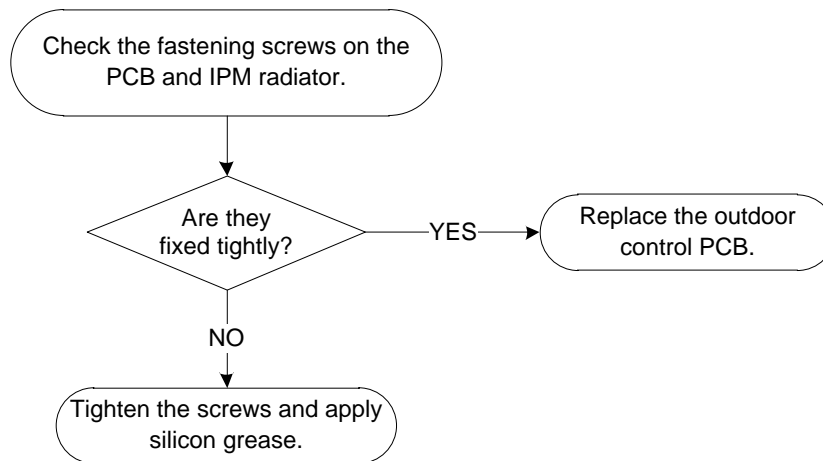 Check the fastening screws on the
PCB and IPM radiator.
Are they
fixed tightly?
YES
Replace the outdoor
control PCB.
NO
Tighten the screws and apply
silicon grease.